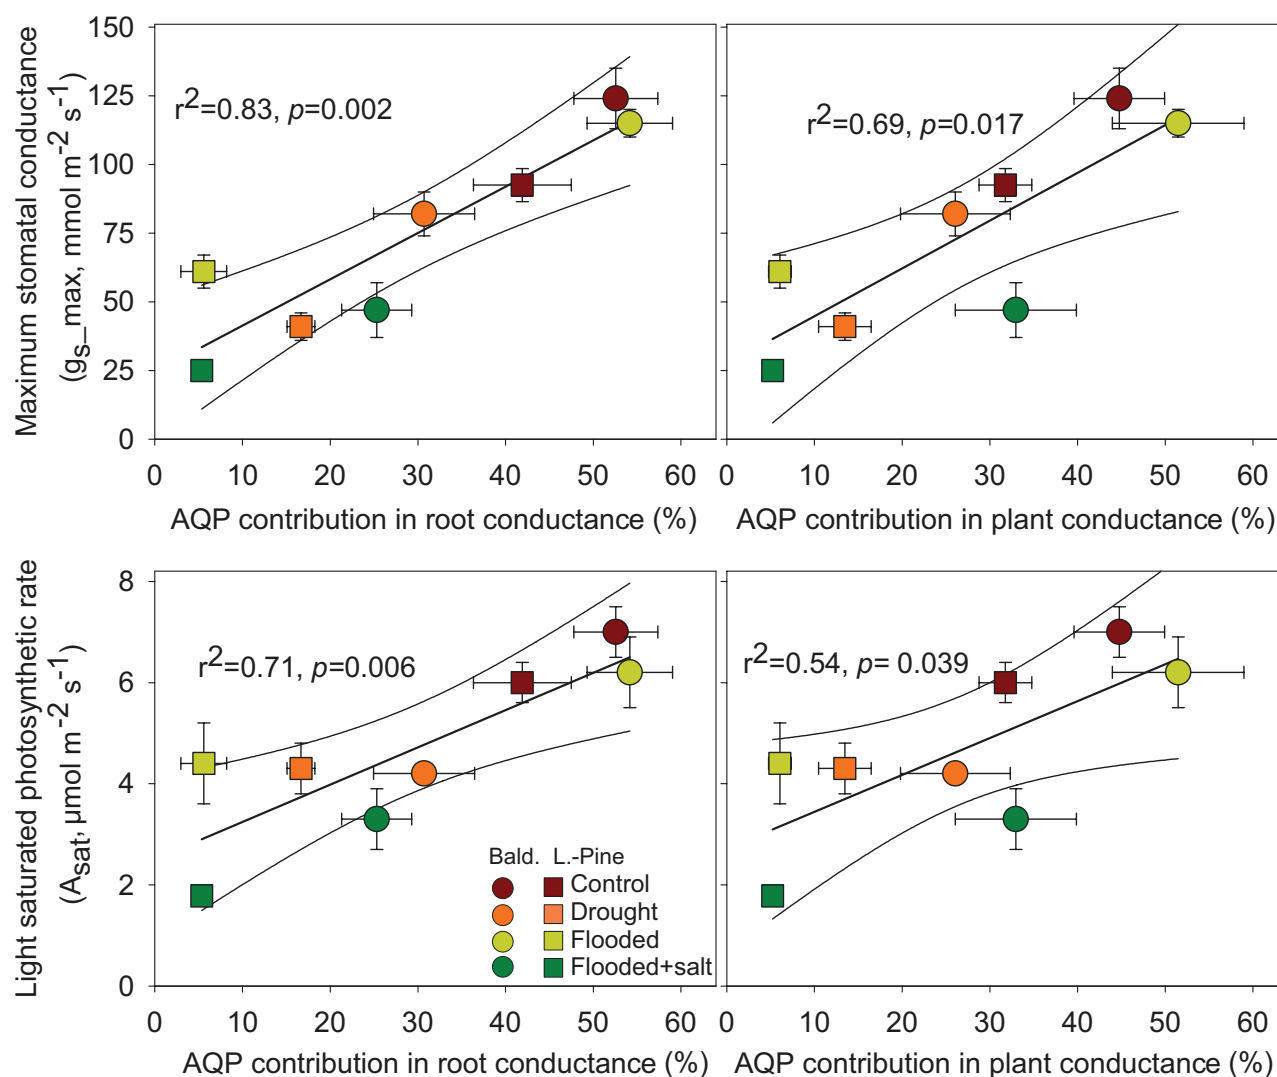 Maximum stomatal conductance
(gs_max, mmol m-2 s-1)
150
125
100
75
50
25
0
r2=0.83, p=0.002
0 10 20 30 40 50 60
AQP contribution in root conductance (%)
r2=0.69, p=0.017
0 10 20 30 40 50 60
AQP contribution in plant conductance (%)
Light saturated photosynthetic rate
(Asat, µmol m-2 s-1)
8
6
4
2
0
r2=0.71, p=0.006
Bald. L.-Pine
Control
Drought
Flooded
Flooded+salt
0 10 20 30 40 50 60
AQP contribution in root conductance (%)
r2=0.54, p= 0.039
0 10 20 30 40 50 60
AQP contribution in plant conductance (%)